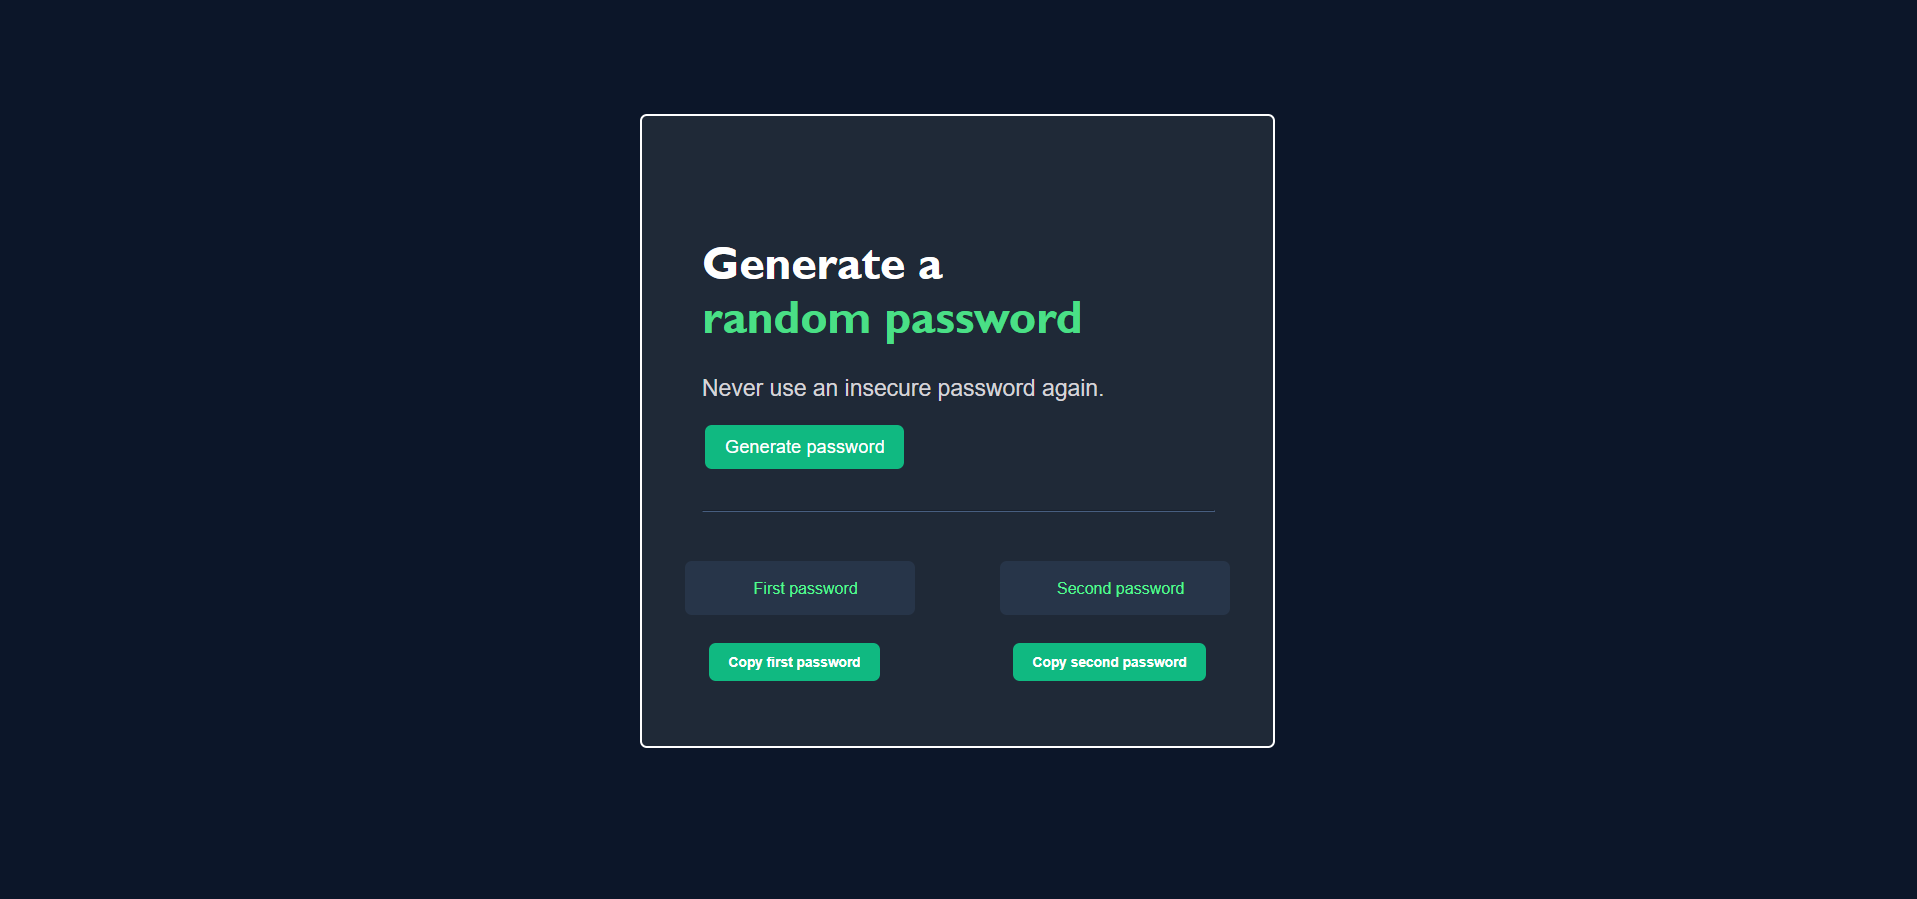 Generate a
random password
Never use an insecure password again.
Generate password
First password
Second password
Copy first password
Copy second password